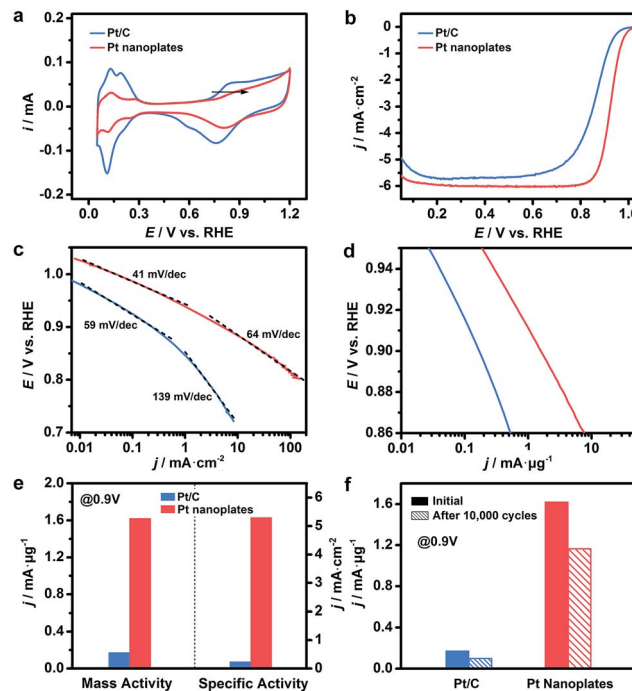 a
Pt/C
Pt nanoplates
0.2
0.1
0.0
-0.1
-0.2
i / mA
0.0 0.3 0.6 0.9 1.2
E / V vs. RHE
b
Pt/C
Pt nanoplates
0
-1
-2
-3
-4
-5
-6
j / mA·cm-2
0.2 0.4 0.6 0.8 1.0
E / V vs. RHE
c
41 mV/dec
59 mV/dec
64 mV/dec
139 mV/dec
1.0
0.9
0.8
0.7
E / V vs. RHE
0.01 0.1 1 10 100
j / mA·cm-2
d
0.94
0.92
0.90
0.88
0.86
E / V vs. RHE
0.01 0.1 1 10
j / mA·μg-1
e
@0.9V
Pt/C
Pt nanoplates
2.0
1.6
1.2
0.8
0.4
0.0
j / mA·μg-1
6
5
4
3
2
1
0
j / mA·cm-2
Mass Activity Specific Activity
f
Initial
After 10,000 cycles
@0.9V
1.6
1.2
0.8
0.4
0.0
j / mA·μg-1
Pt/C Pt Nanoplates